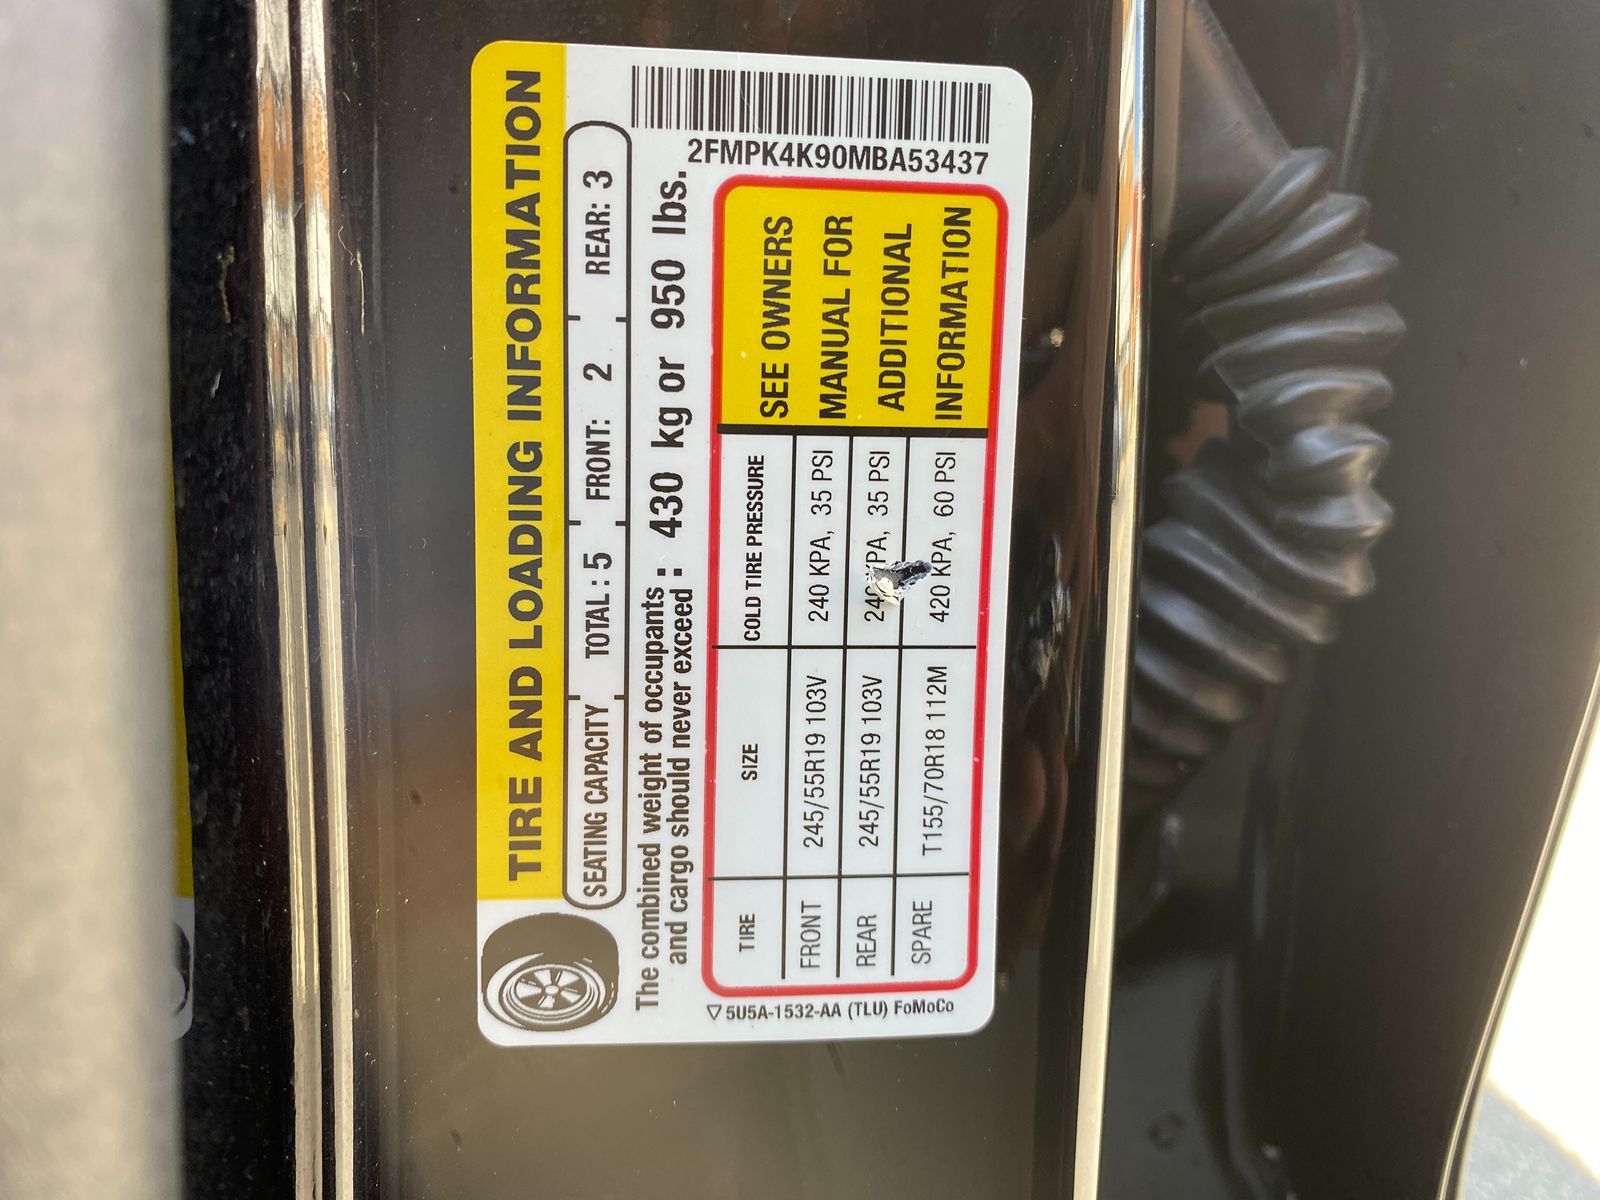 TIRE AND LOADING INFORMATION
SEATING CAPACITY TOTAL: 5 FRONT: 2 REAR: 3
The combined weight of occupants
and cargo should never exceed : 430 kg or 950 lbs.
2FMPK4K90MBA53437
TIRE SIZE COLD TIRE PRESSURE
FRONT 245/55R19 103V 240 KPA, 35 PSI
REAR 245/55R19 103V PA, 35 PSI
SPARE T155/70R18 112M 420 KPA, 60 PSI
SEE OWNERS
MANUAL FOR
ADDITIONAL
INFORMATION
5U5A-1532-AA (TLU) FoMoCo